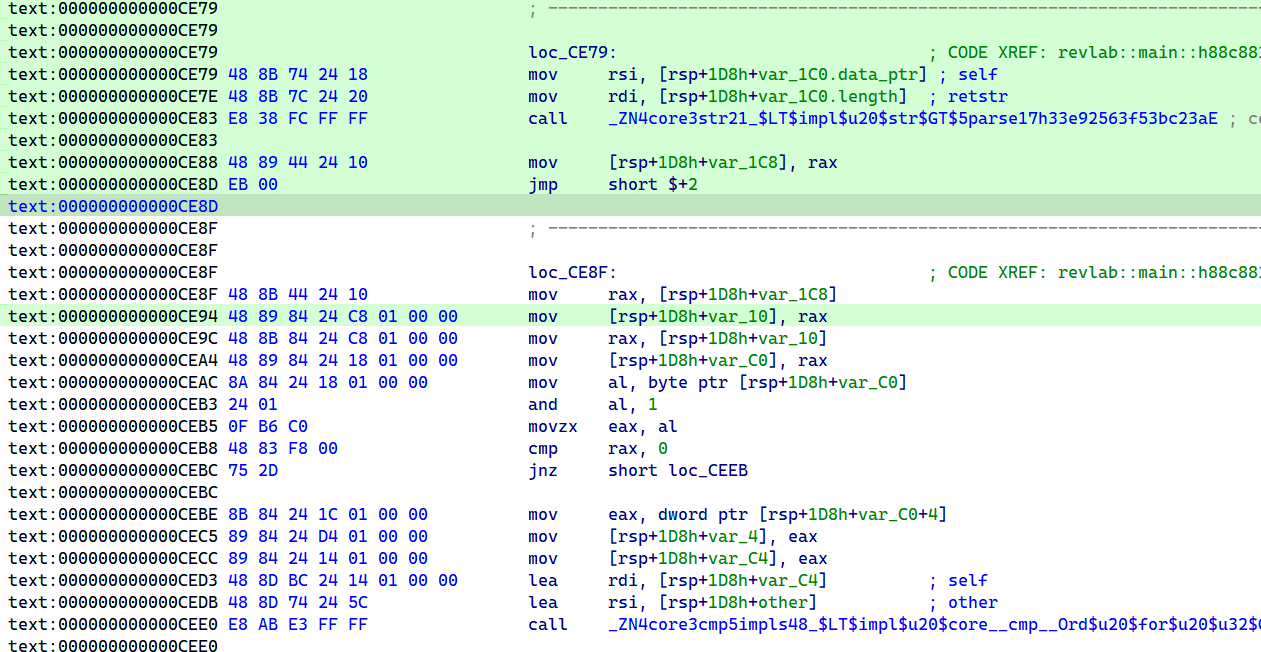 text:000000000000CE79 ; ------------------------------------------------------------------------
text:000000000000CE79
text:000000000000CE79 loc_CE79: ; CODE XREF: revlab::main::h88c88
text:000000000000CE79 48 8B 74 24 18 mov rsi, [rsp+1D8h+var_1C0.data_ptr] ; self
text:000000000000CE7E 48 8B 7C 24 20 mov rdi, [rsp+1D8h+var_1C0.length] ; retstr
text:000000000000CE83 E8 38 FC FF FF call _ZN4core3str21_$LT$impl$u20$str$GT$5parse17h33e92563f53bc23aE ; co
text:000000000000CE83
text:000000000000CE88 48 89 44 24 10 mov [rsp+1D8h+var_1C8], rax
text:000000000000CE8D EB 00 jmp short $+2
text:000000000000CE8D
text:000000000000CE8F ; ------------------------------------------------------------------------
text:000000000000CE8F
text:000000000000CE8F loc_CE8F: ; CODE XREF: revlab::main::h88c88
text:000000000000CE8F 48 8B 44 24 10 mov rax, [rsp+1D8h+var_1C8]
text:000000000000CE94 48 89 84 24 C8 01 00 00 mov [rsp+1D8h+var_10], rax
text:000000000000CE9C 48 8B 84 24 C8 01 00 00 mov rax, [rsp+1D8h+var_10]
text:000000000000CEA4 48 89 84 24 18 01 00 00 mov [rsp+1D8h+var_C0], rax
text:000000000000CEAC 8A 84 24 18 01 00 00 mov al, byte ptr [rsp+1D8h+var_C0]
text:000000000000CEB3 24 01 and al, 1
text:000000000000CEB5 0F B6 C0 movzx eax, al
text:000000000000CEB8 48 83 F8 00 cmp rax, 0
text:000000000000CEBC 75 2D jnz short loc_CEEB
text:000000000000CEBC
text:000000000000CEBE 8B 84 24 1C 01 00 00 mov eax, dword ptr [rsp+1D8h+var_C0+4]
text:000000000000CEC5 89 84 24 D4 01 00 00 mov [rsp+1D8h+var_4], eax
text:000000000000CECC 89 84 24 14 01 00 00 mov [rsp+1D8h+var_C4], eax
text:000000000000CED3 48 8D BC 24 14 01 00 00 lea rdi, [rsp+1D8h+var_C4] ; self
text:000000000000CEDB 48 8D 74 24 5C lea rsi, [rsp+1D8h+other] ; other
text:000000000000CEE0 E8 AB E3 FF FF call _ZN4core3cmp5impls48_$LT$impl$u20$core__cmp__Ord$u20$for$u20$u32$
text:000000000000CEE0